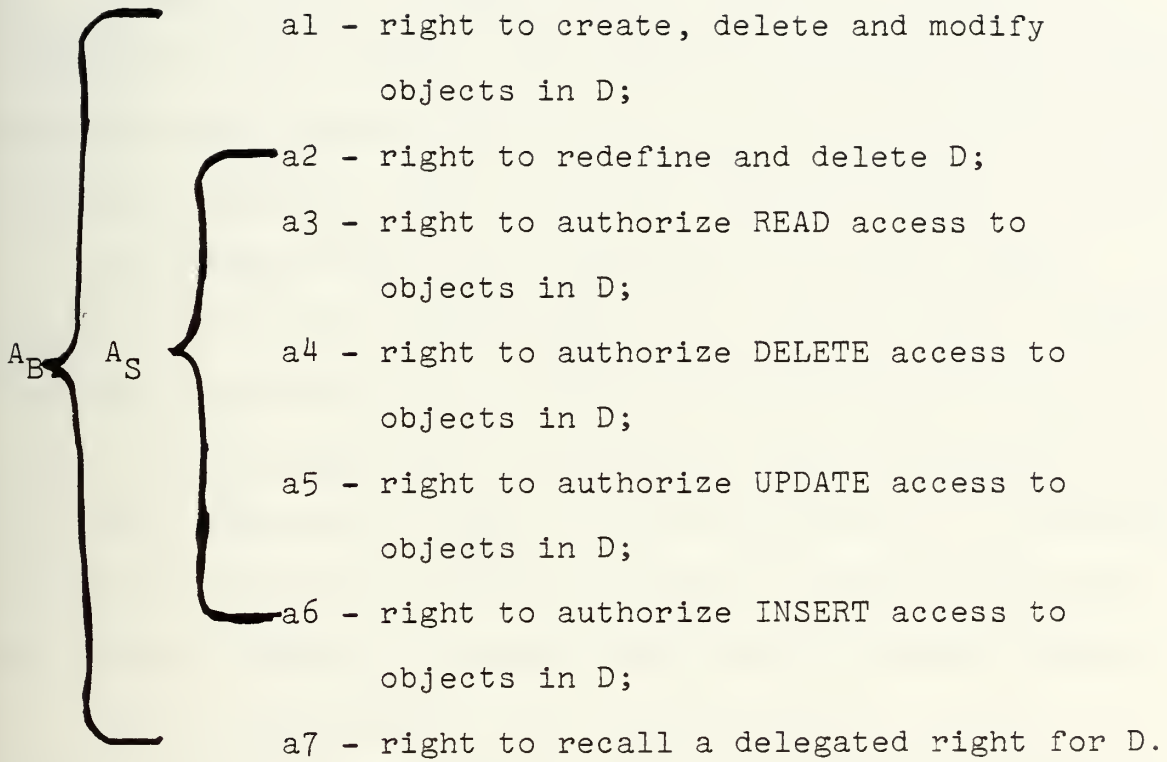 a1 - right to create, delete and modify
objects in D;
a2 - right to redefine and delete D;
a3 - right to authorize READ access to
objects in D;
A_B A_S a4 - right to authorize DELETE access to
objects in D;
a5 - right to authorize UPDATE access to
objects in D;
a6 - right to authorize INSERT access to
objects in D;
a7 - right to recall a delegated right for D.